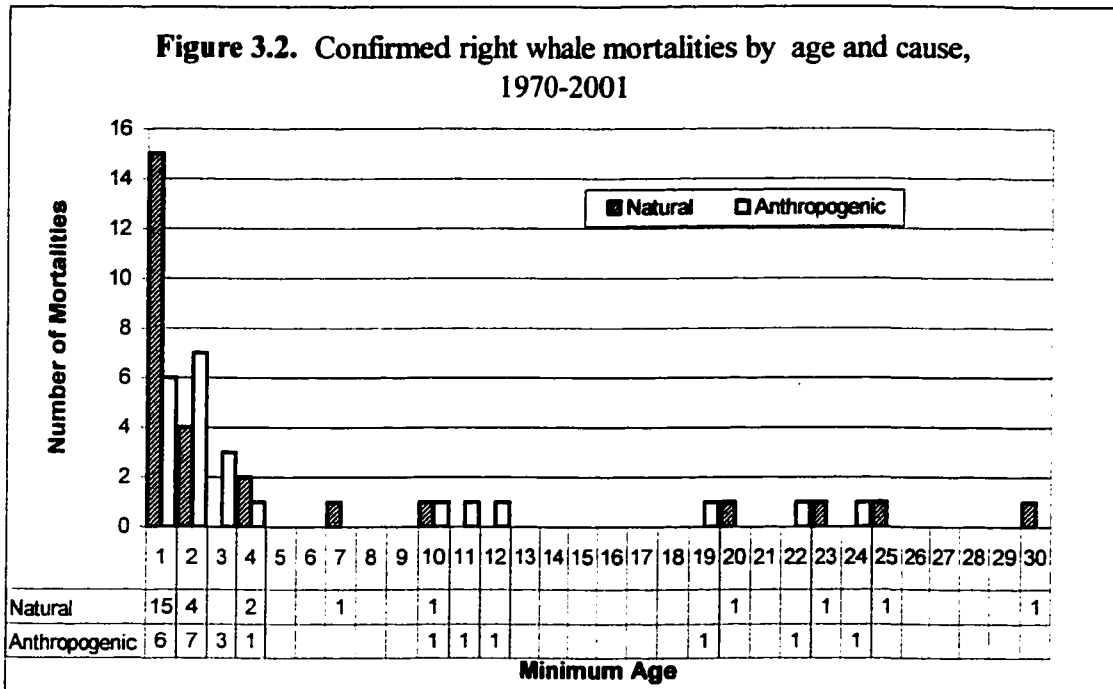 Figure 3.2. Confirmed right whale mortalities by age and cause,
1970-2001
Number of Mortalities
16
14
12
10
8
6
4
2
0
Natural Anthropogenic
1 2 3 4 5 6 7 8 9 10 11 12 13 14 15 16 17 18 19 20 21 22 23 24 25 26 27 28 29 30
Natural 15 4 2 1 1 1 1 1 1
Anthropogenic 6 7 3 1 1 1 1 1 1 1
Minimum Age